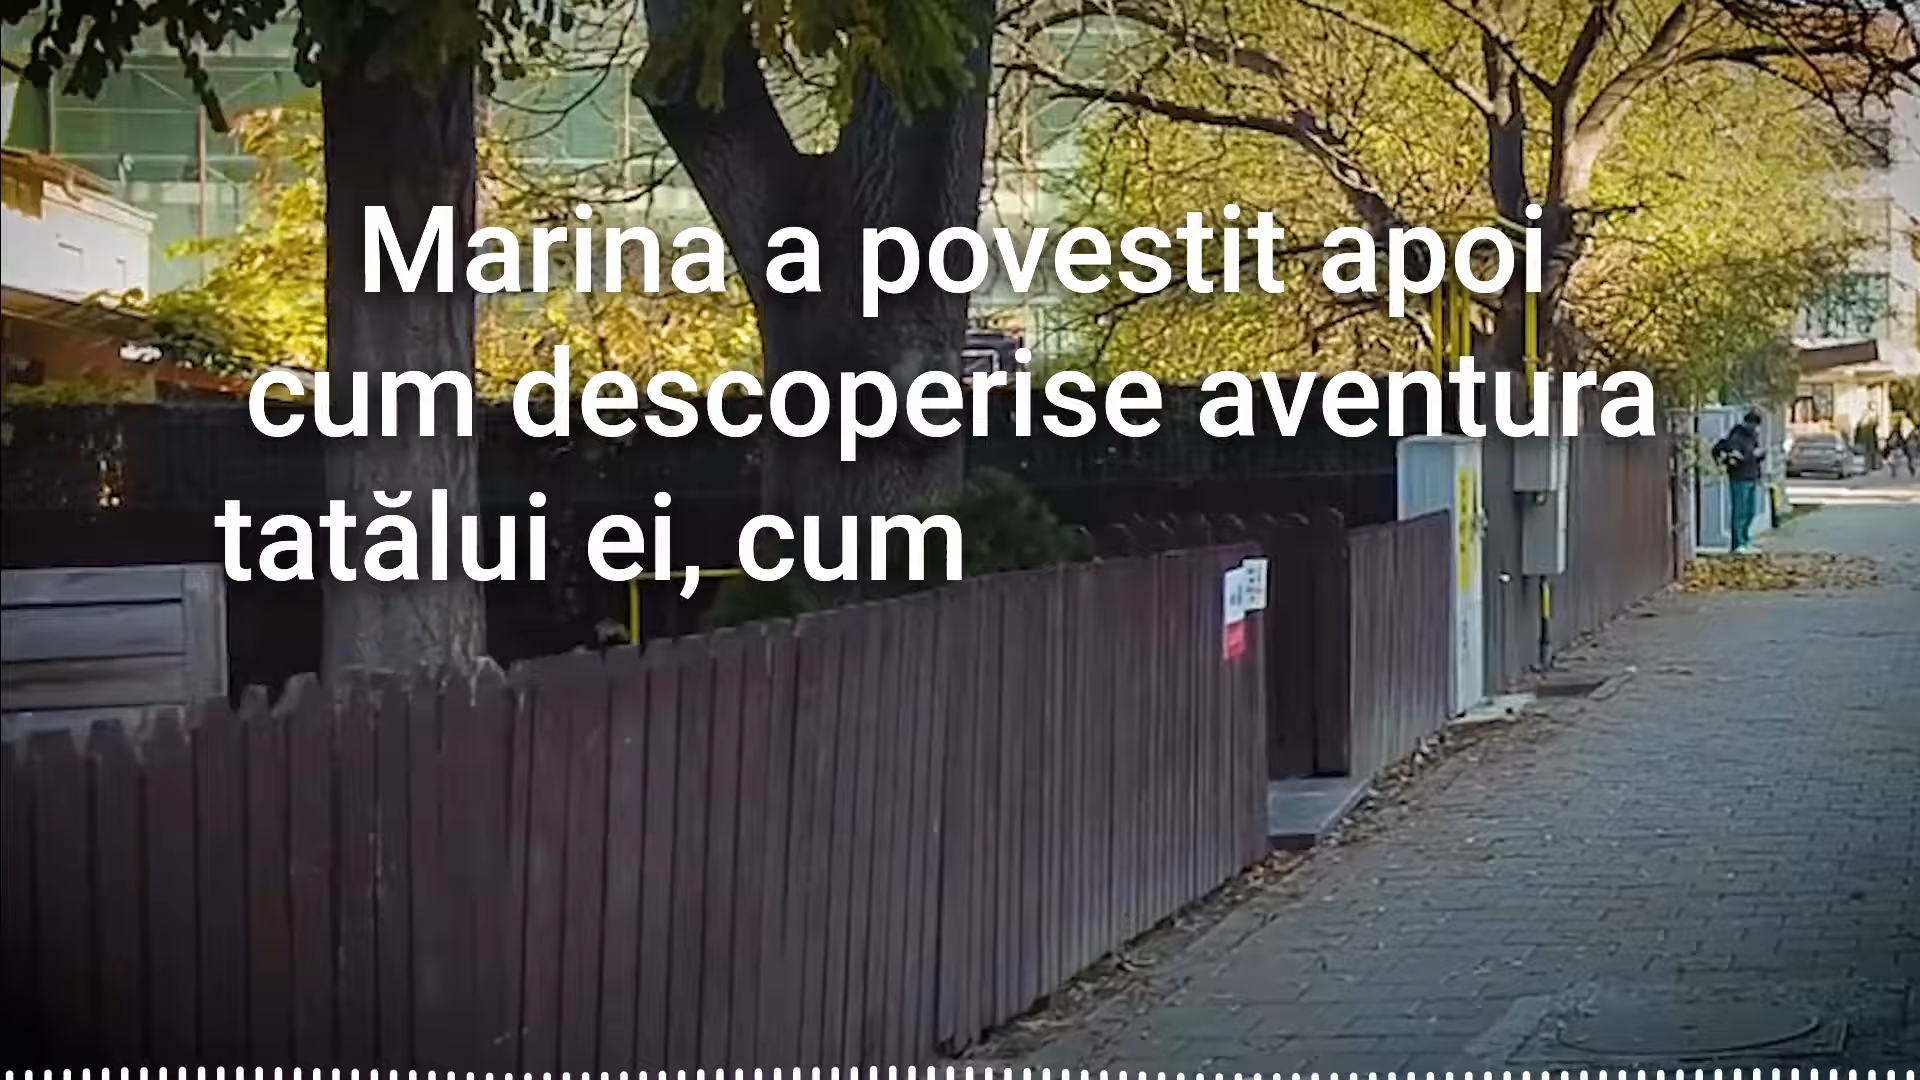 Marina a povestit apoi
cum descoperise aventura
tatălui ei, cum